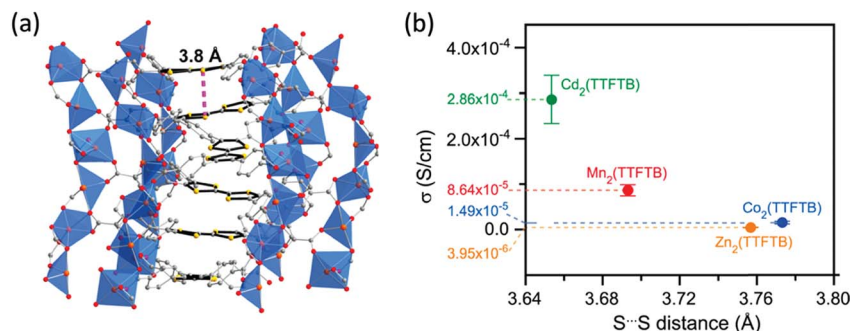 (a)
3.8 Å
(b)
σ (S/cm)
4.0x10⁻⁴
2.86x10⁻⁴
Cd₂(TTFTB)
2.0x10⁻⁴
Mn₂(TTFTB)
8.64x10⁻⁵
1.49x10⁻⁵
Co₂(TTFTB)
0.0
Zn₂(TTFTB)
3.95x10⁻⁶
3.64 3.68 3.72 3.76 3.80
S···S distance (Å)